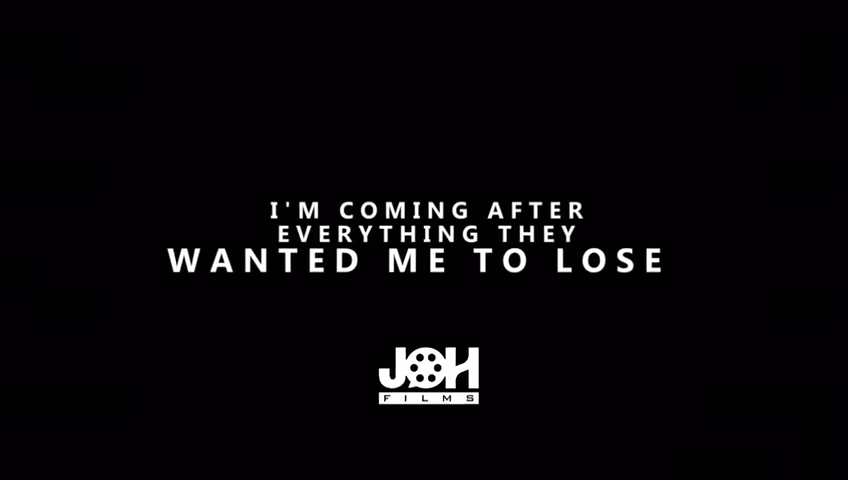 I'M COMING AFTER
EVERYTHING THEY
WANTED ME TO LOSE
JOH
FILMS